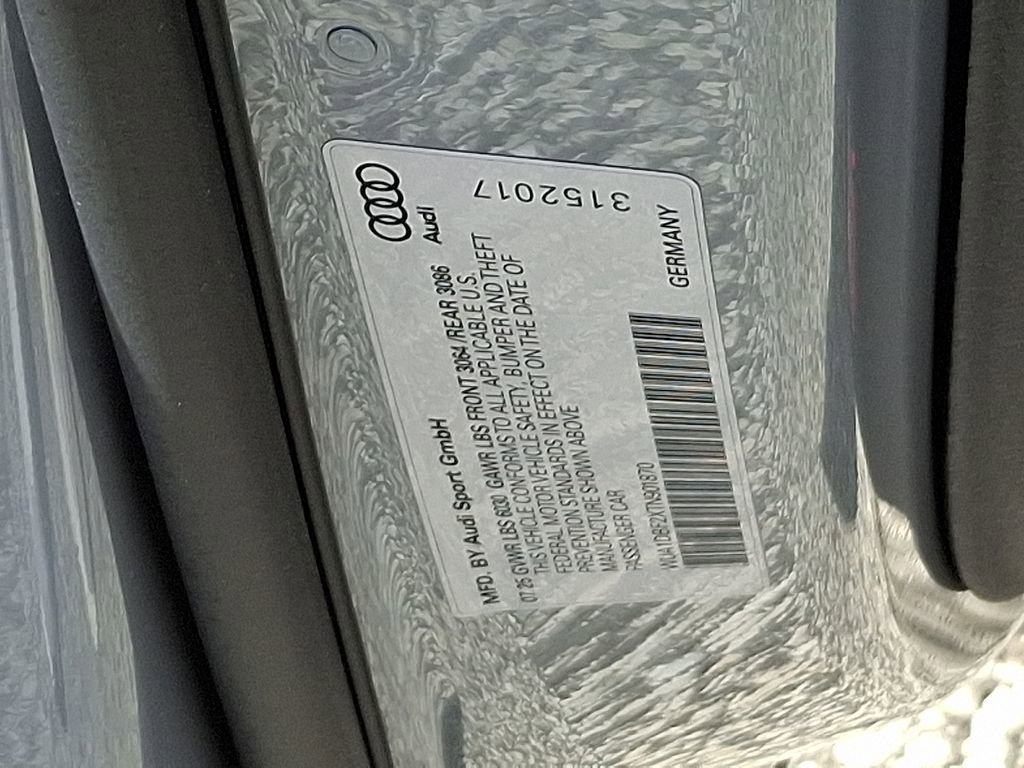 Audi
MFD. BY Audi Sport GmbH
07 25 GVWR LBS 6030 GAWR LBS FRONT 3064 /REAR 3086
THIS VEHICLE CONFORMS TO ALL APPLICABLE U.S.
FEDERAL MOTOR VEHICLE SAFETY, BUMPER AND THEFT
PREVENTION STANDARDS IN EFFECT ON THE DATE OF
MANUFACTURE SHOWN ABOVE
PASSENGER CAR
GERMANY
3152017